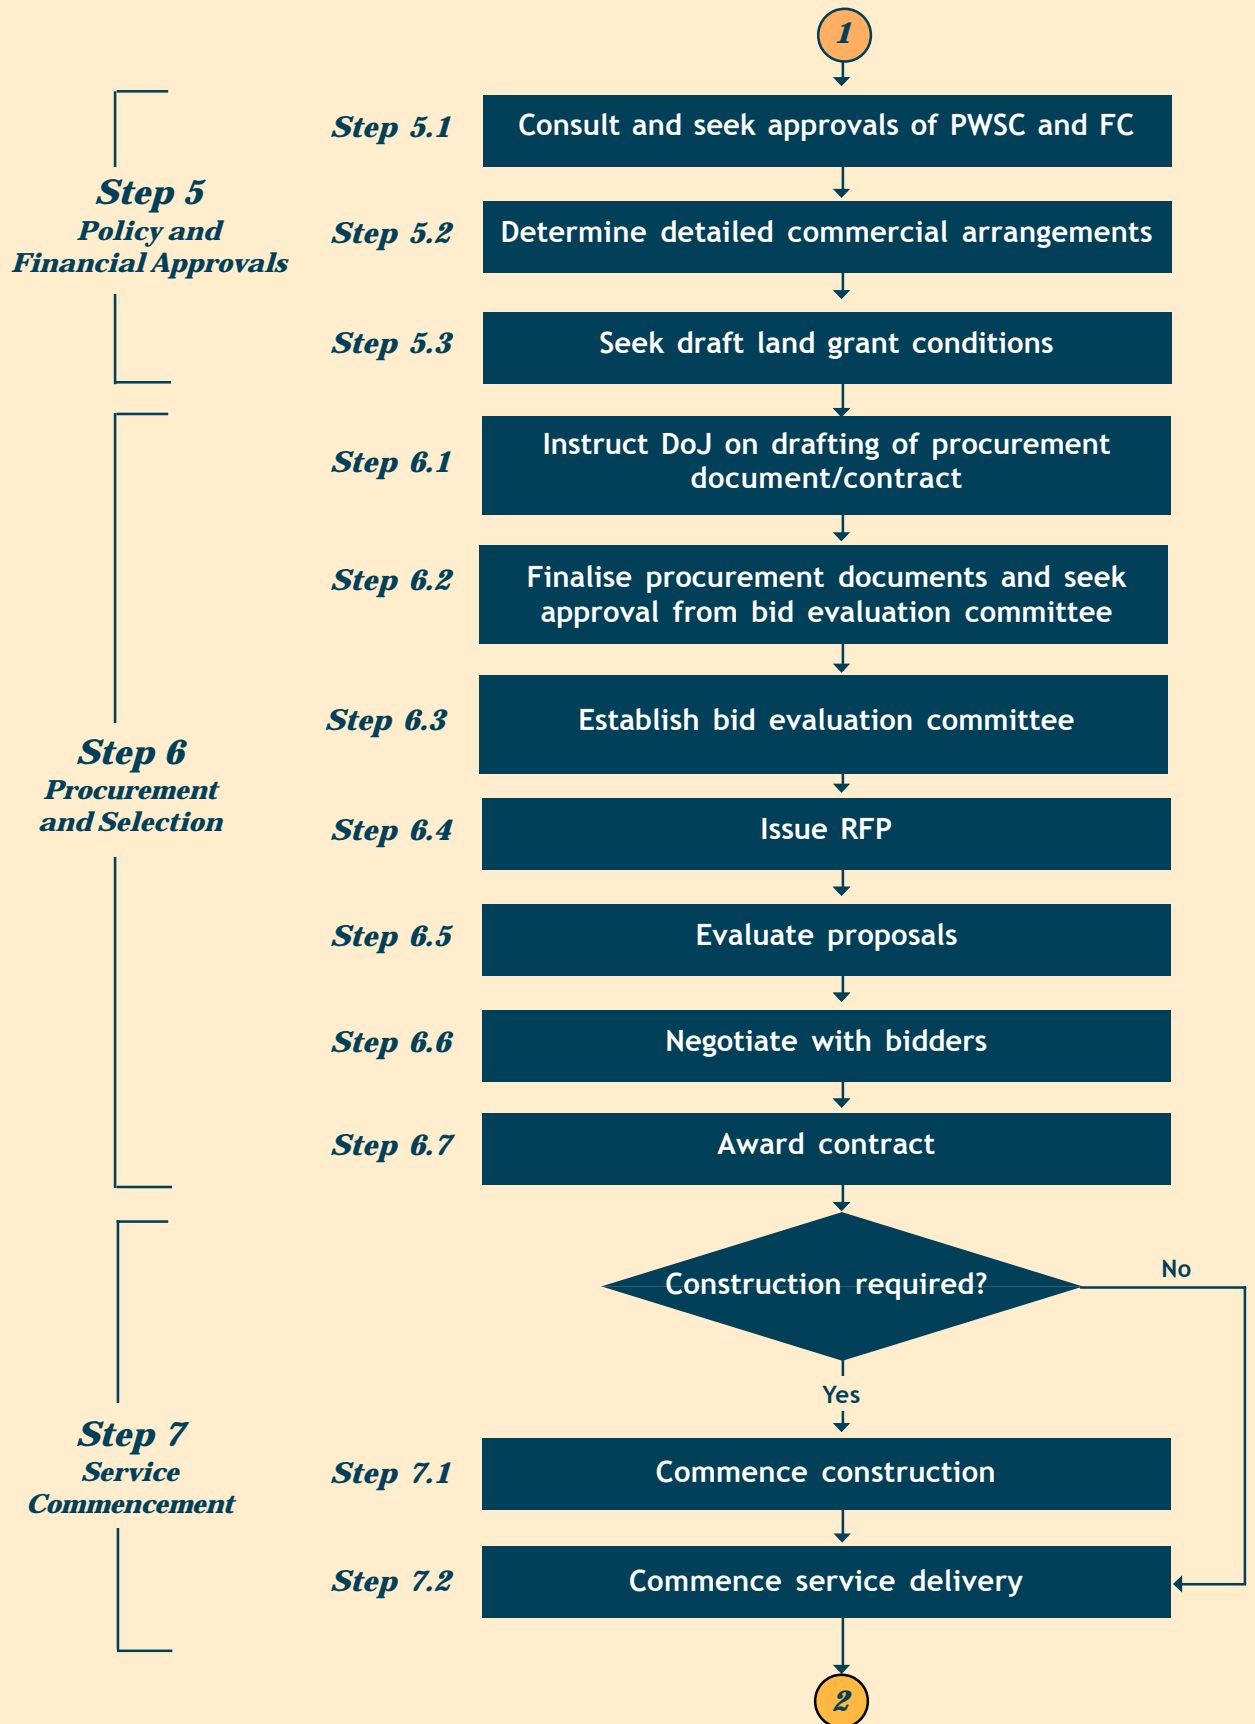 1
Step 5.1
Consult and seek approvals of PWSC and FC
Step 5
Policy and
Financial Approvals
Step 5.2
Determine detailed commercial arrangements
Step 5.3
Seek draft land grant conditions
Step 6.1
Instruct DoJ on drafting of procurement
document/contract
Step 6.2
Finalise procurement documents and seek
approval from bid evaluation committee
Step 6.3
Establish bid evaluation committee
Step 6
Procurement
and Selection
Step 6.4
Issue RFP
Step 6.5
Evaluate proposals
Step 6.6
Negotiate with bidders
Step 6.7
Award contract
Construction required?
No
Yes
Step 7
Service
Commencement
Step 7.1
Commence construction
Step 7.2
Commence service delivery
2